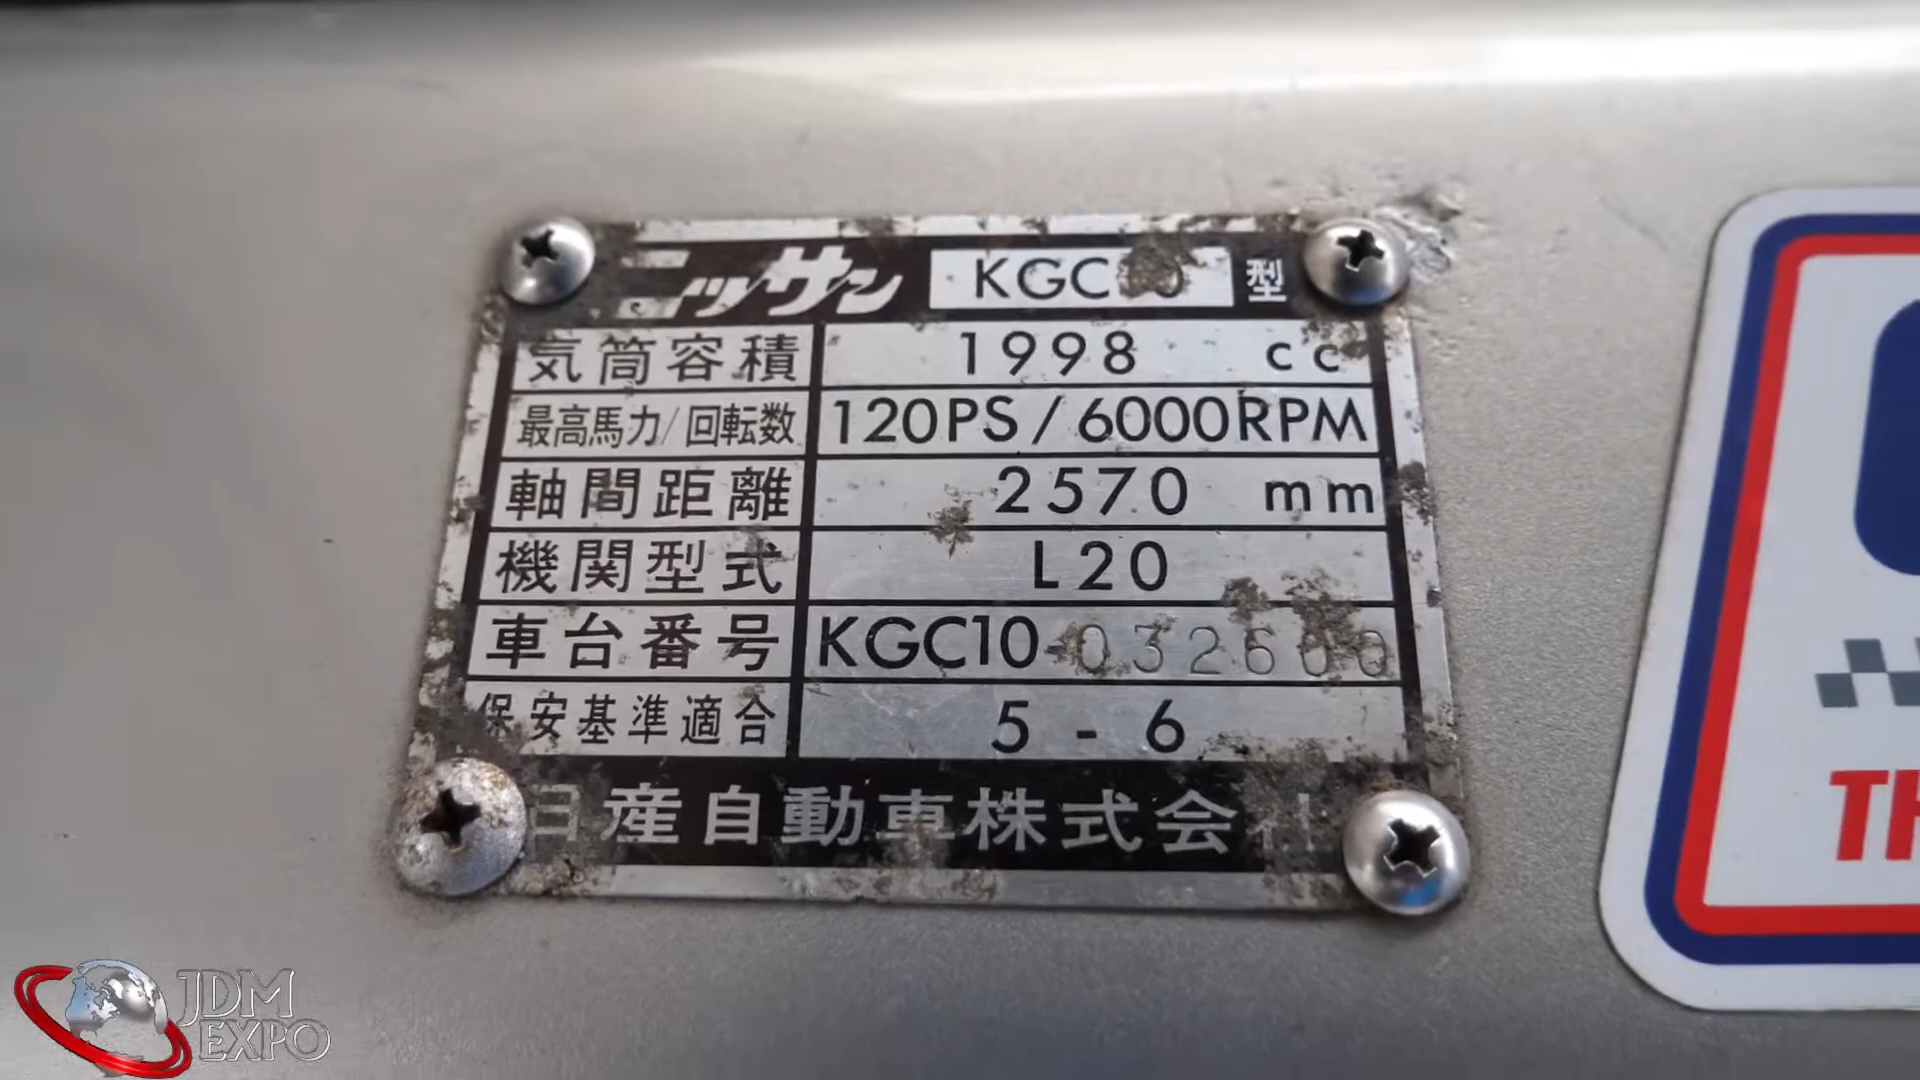 ニッサン KGC10 型
気筒容積 1998 cc
最高馬力/回転数 120PS/6000RPM
軸間距離 2570 mm
機関型式 L20
車台番号 KGC10-032600
保安基準適合 5-6
日産自動車株式会社
TH
JDM
EXPO